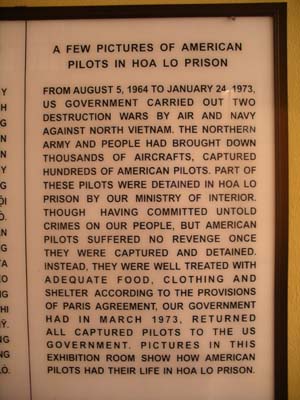 A FEW PICTURES OF AMERICAN
PILOTS IN HOA LO PRISON
FROM AUGUST 5, 1964 TO JANUARY 24, 1973,
US GOVERNMENT CARRIED OUT TWO
DESTRUCTION WARS BY AIR AND NAVY
AGAINST NORTH VIETNAM. THE NORTHERN
ARMY AND PEOPLE HAD BROUGHT DOWN
THOUSANDS OF AIRCRAFTS, CAPTURED
HUNDREDS OF AMERICAN PILOTS. PART OF
THESE PILOTS WERE DETAINED IN HOA LO
PRISON BY OUR MINISTRY OF INTERIOR.
THOUGH HAVING COMMITTED UNTOLD
CRIMES ON OUR PEOPLE, BUT AMERICAN
PILOTS SUFFERED NO REVENGE ONCE
THEY WERE CAPTURED AND DETAINED.
INSTEAD, THEY WERE WELL TREATED WITH
ADEQUATE FOOD, CLOTHING AND
SHELTER ACCORDING TO THE PROVISIONS
OF PARIS AGREEMENT, OUR GOVERNMENT
HAD IN MARCH 1973, RETURNED
ALL CAPTURED PILOTS TO THE US
GOVERNMENT. PICTURES IN THIS
EXHIBITION ROOM SHOW HOW AMERICAN
PILOTS HAD THEIR LIFE IN HOA LO PRISON.